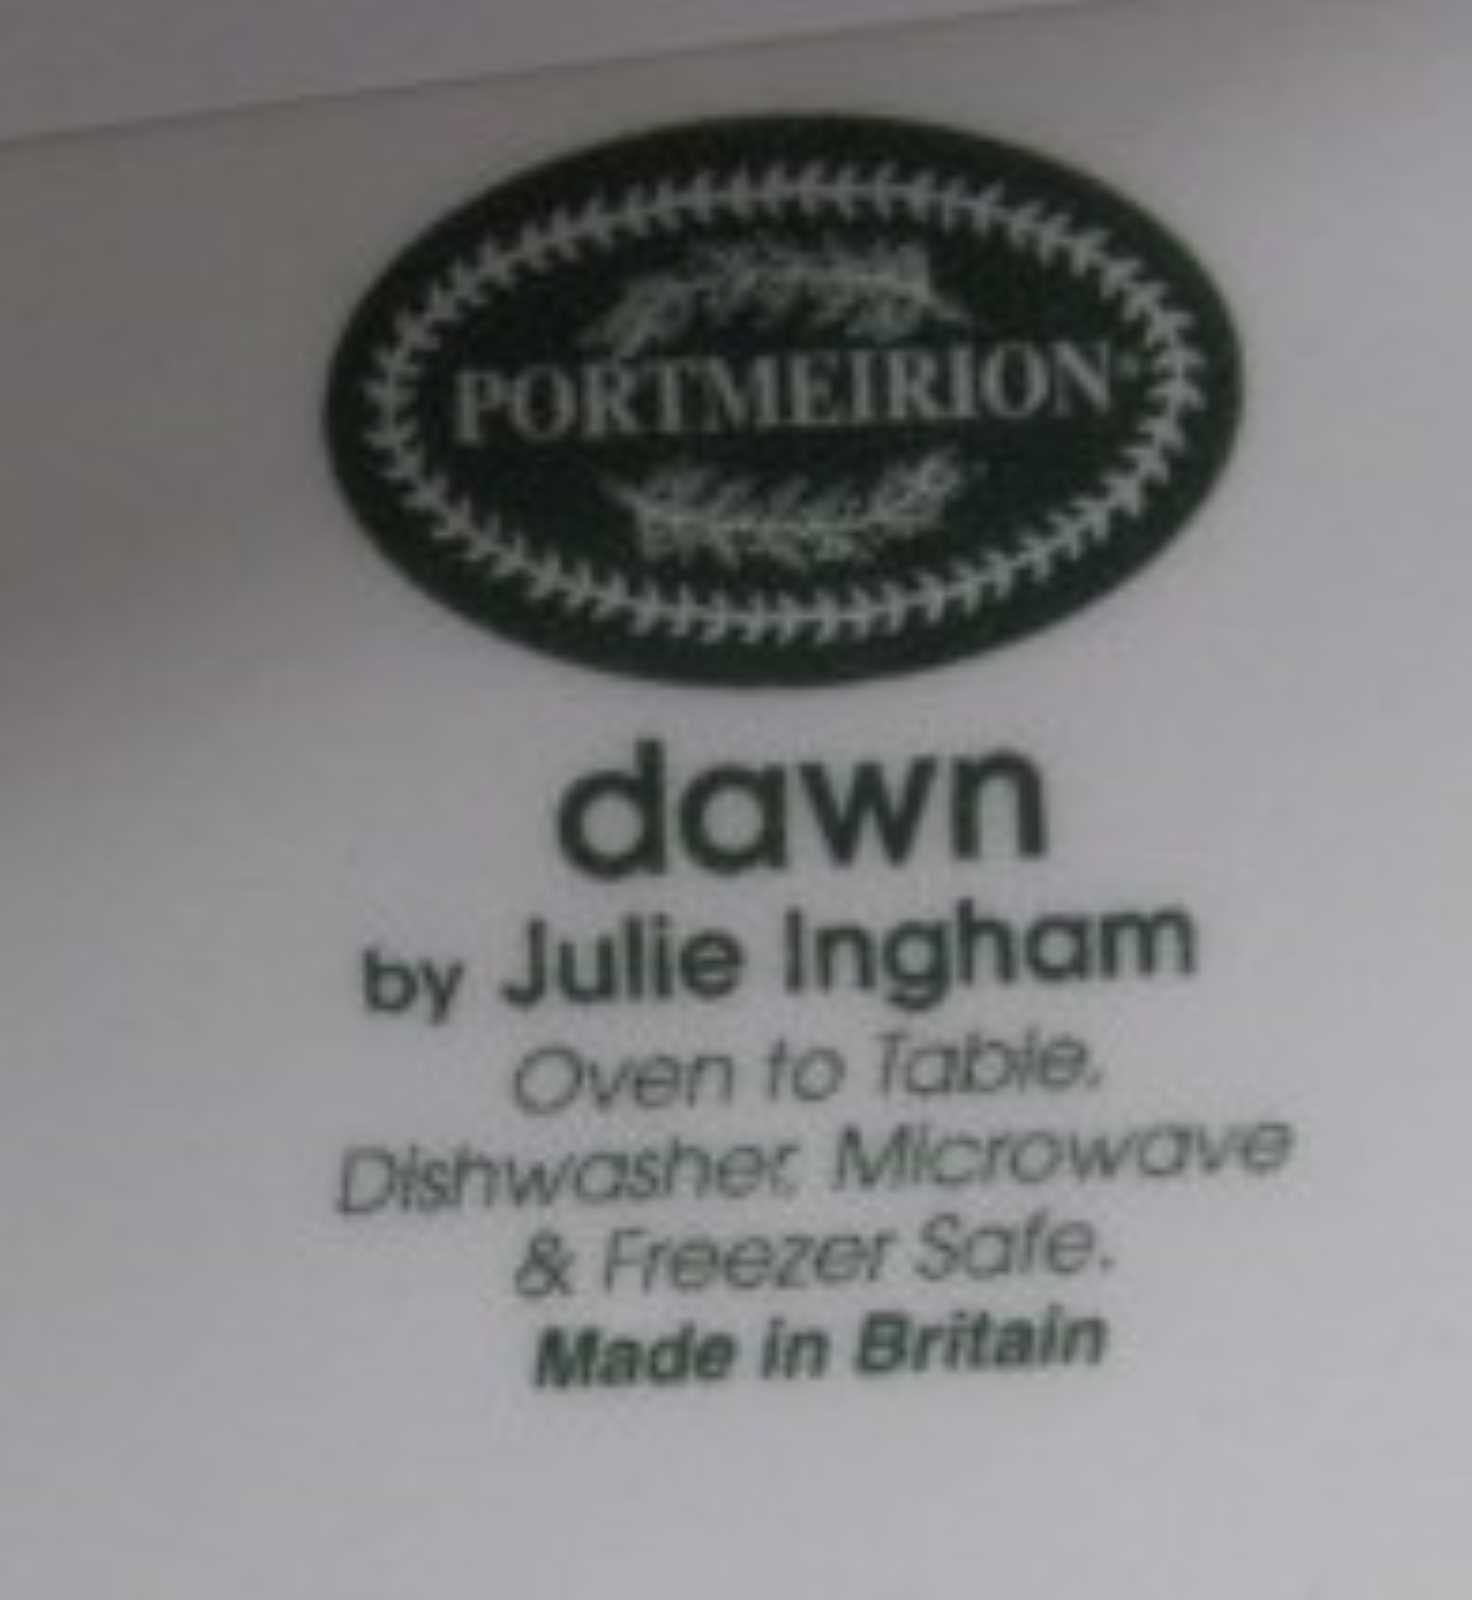 PORTMEIRION®
dawn
by Julie Ingham
Oven to Table,
Dishwasher, Microwave
& Freezer Safe.
Made in Britain